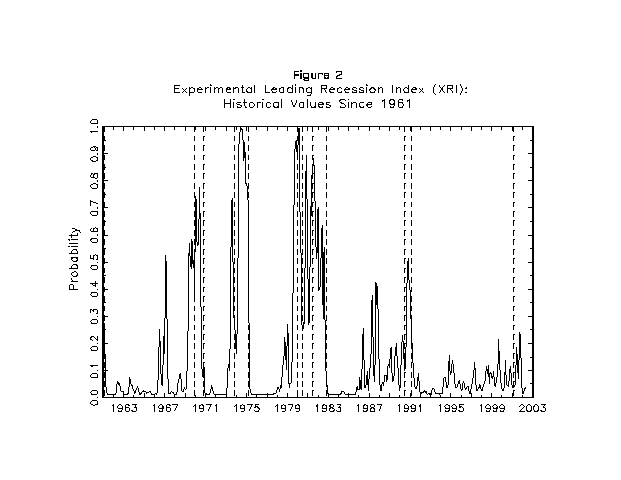 Figure 2
Experimental Leading Recession Index (XRI):
Historical Values Since 1961
Probability
1.0
0.9
0.8
0.7
0.6
0.5
0.4
0.3
0.2
0.1
0.0
1963 1967 1971 1975 1979 1983 1987 1991 1995 1999 2003